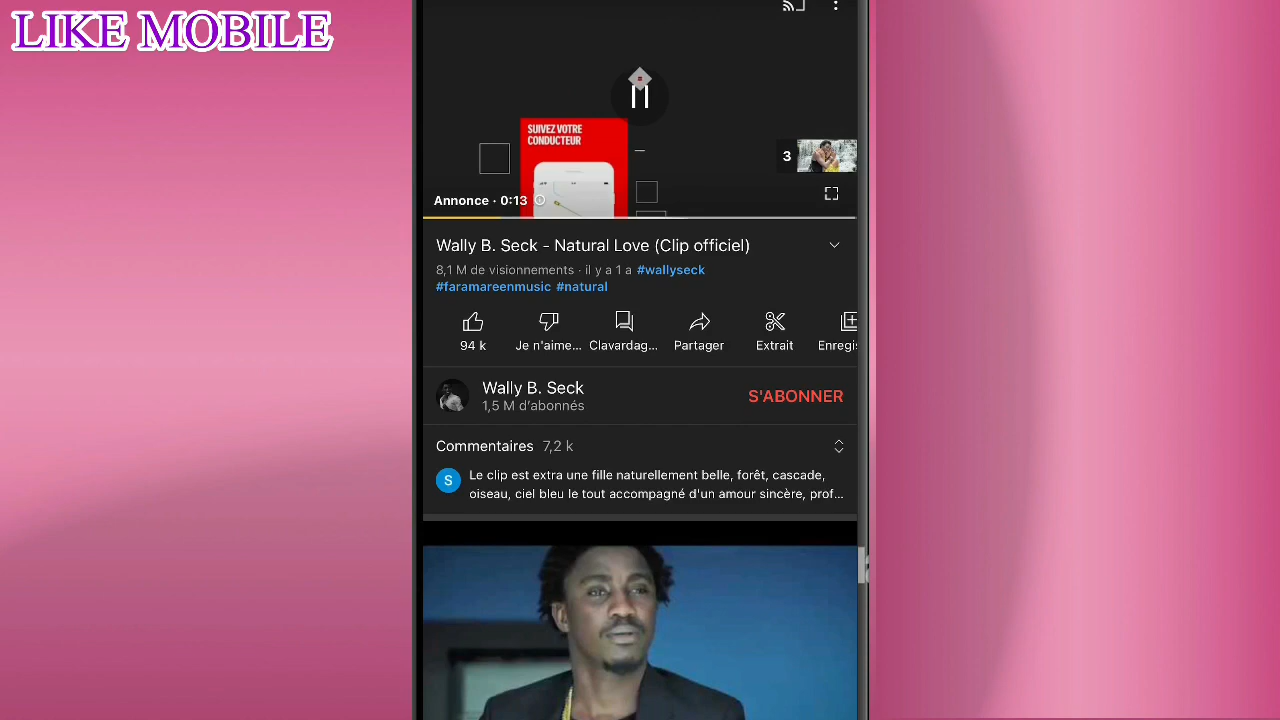 LIKE MOBILE
SUIVEZ VOTRE
CONDUCTEUR
3
Annonce · 0:13
Wally B. Seck - Natural Love (Clip officiel)
8,1 M de visionnements · il y a 1 a #wallyseck
#faramareenmusic #natural
94 k Je n'aime... Clavardag... Partager Extrait Enregis
Wally B. Seck
1,5 M d'abonnés
S'ABONNER
Commentaires 7,2 k
S
Le clip est extra une fille naturellement belle, forêt, cascade,
oiseau, ciel bleu le tout accompagné d'un amour sincère, prof...